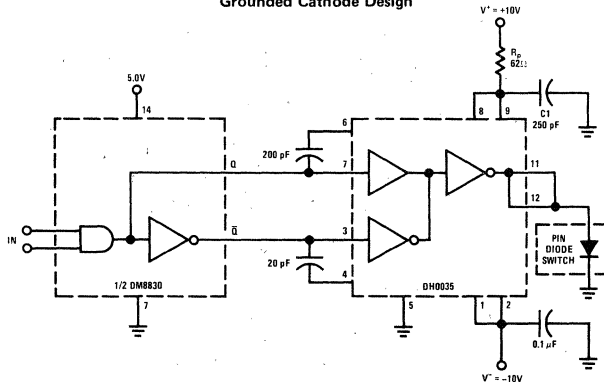 Grounded Cathode Design
V+ = +10V
RP
62Ω
C1
250 pF
5.0V
14
8
9
6
200 pF
Q
7
11
12
IN
Q̅
3
20 pF
4
PIN
DIODE
SWITCH
1/2 DM8830
DH0035
7
5
1
2
0.1 μF
V− = −10V